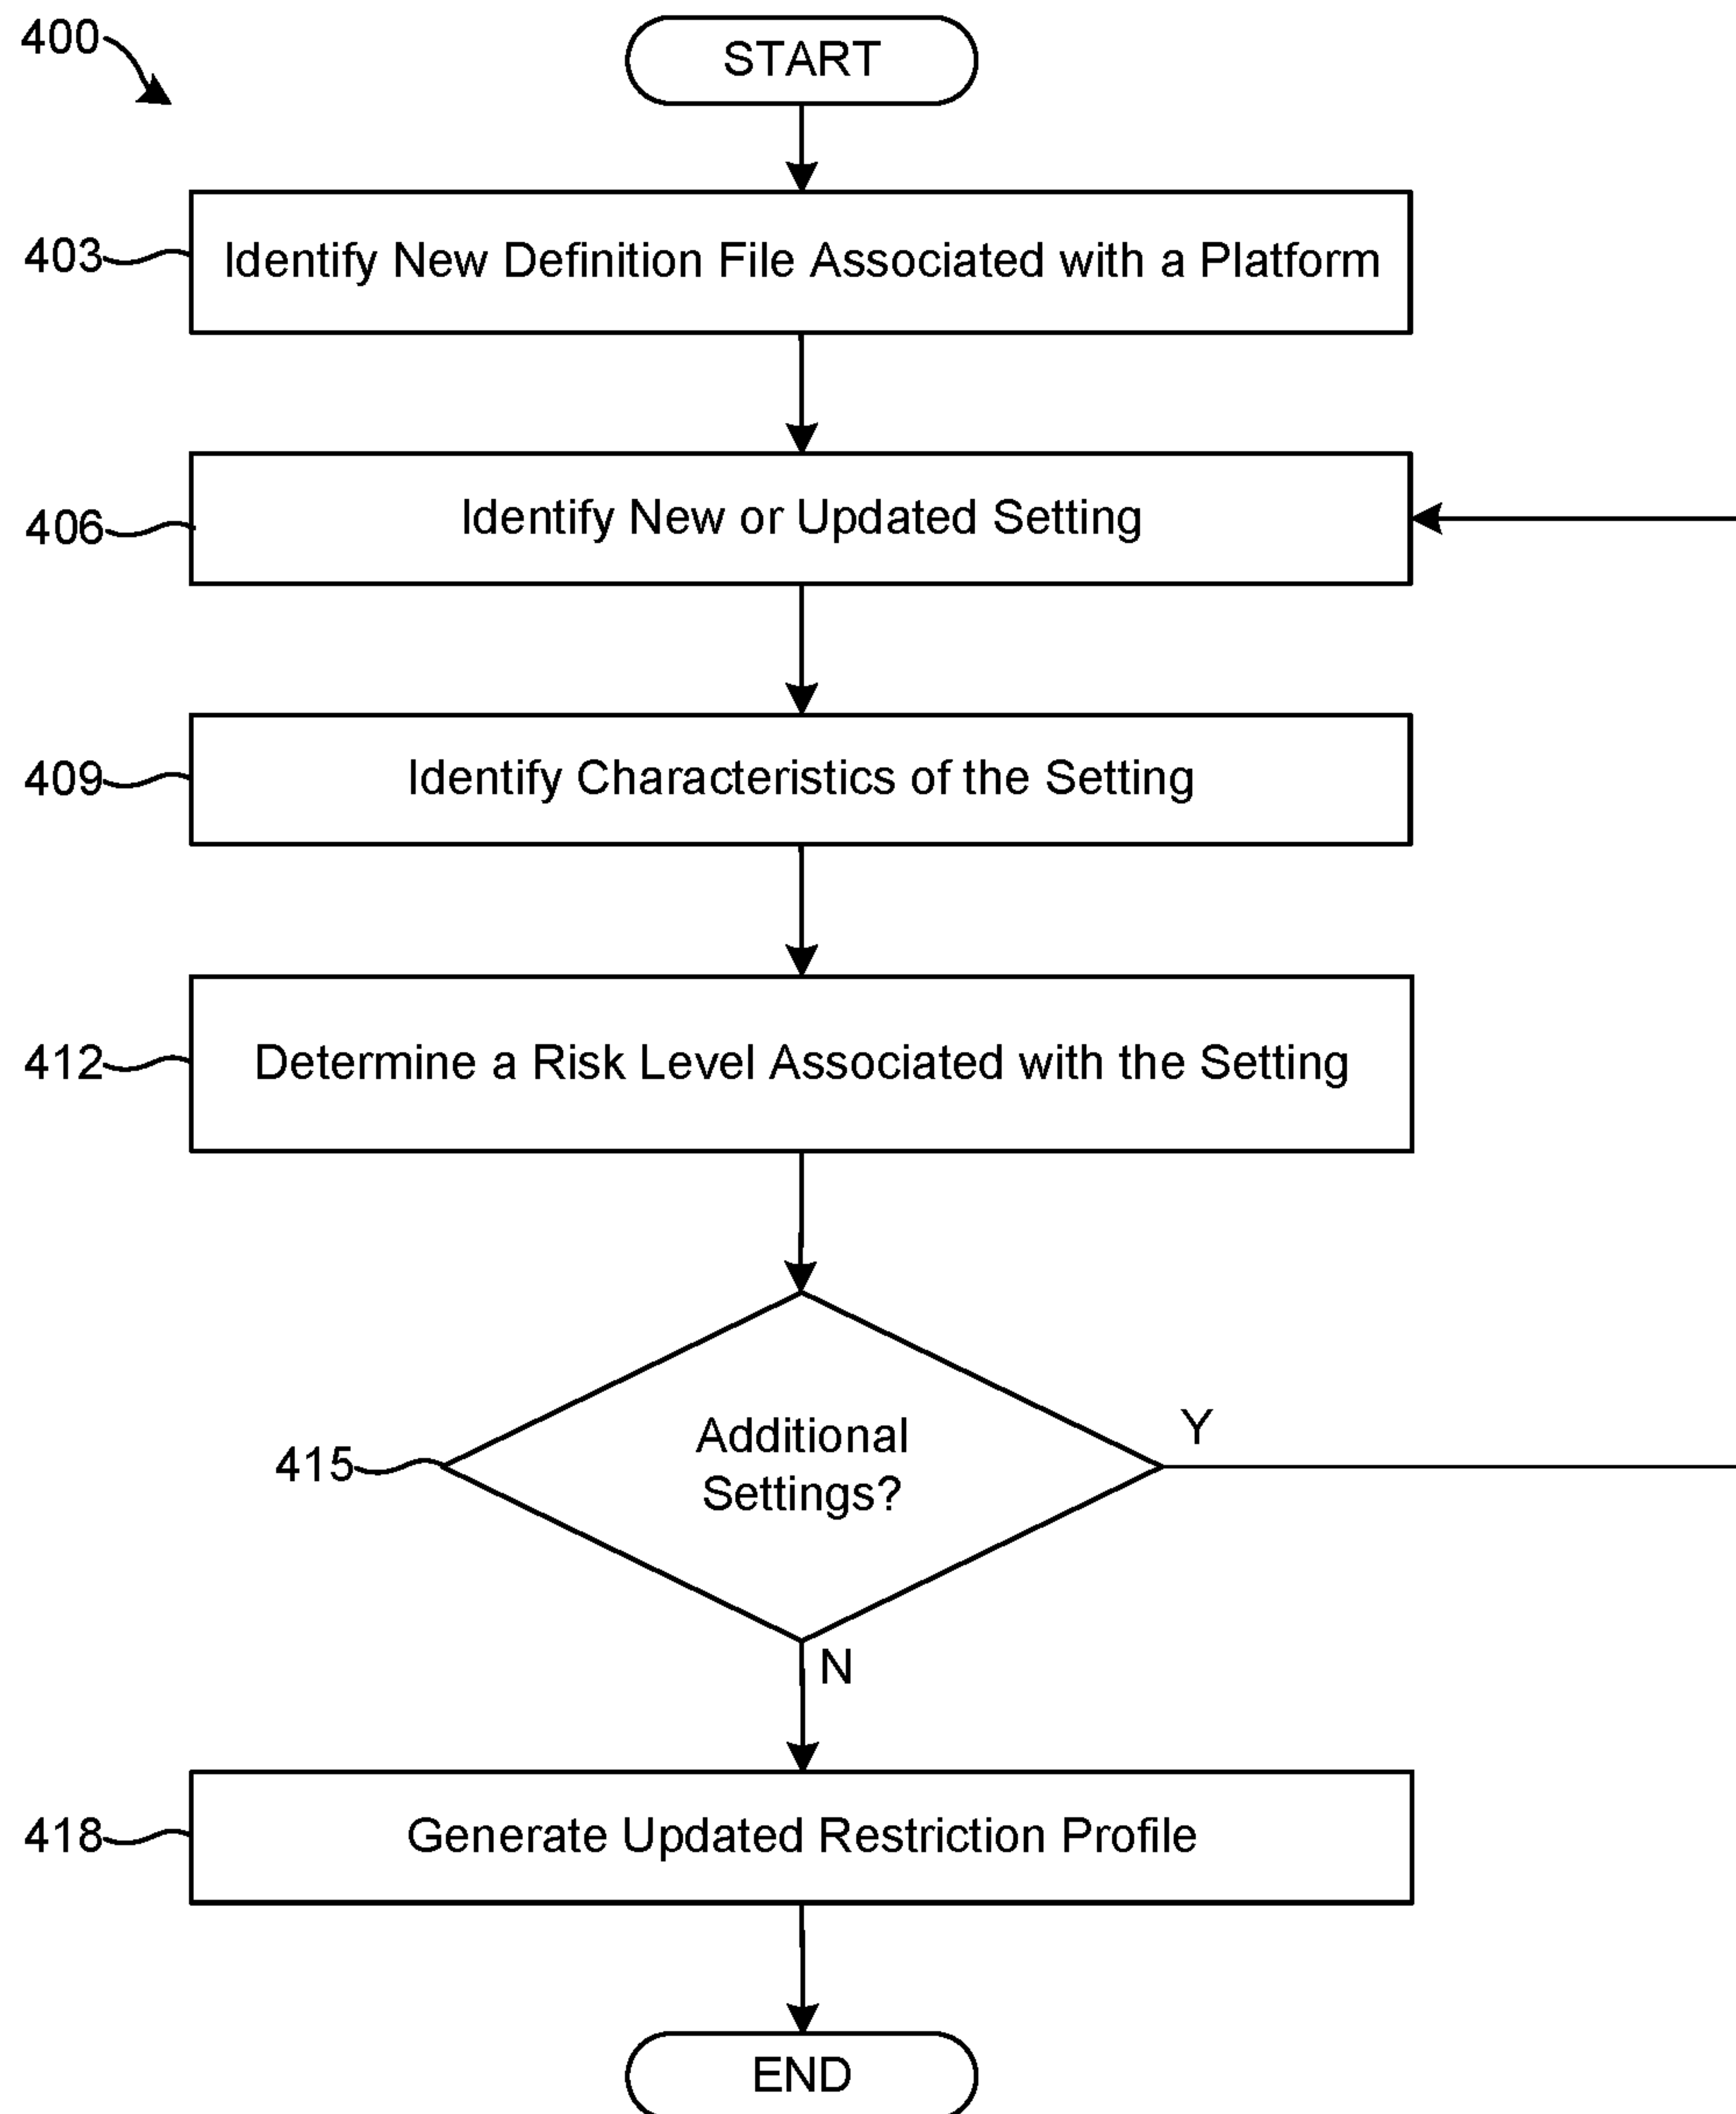 400
START
403
Identify New Definition File Associated with a Platform
406
Identify New or Updated Setting
409
Identify Characteristics of the Setting
412
Determine a Risk Level Associated with the Setting
415
Additional
Settings?
Y
N
418
Generate Updated Restriction Profile
END